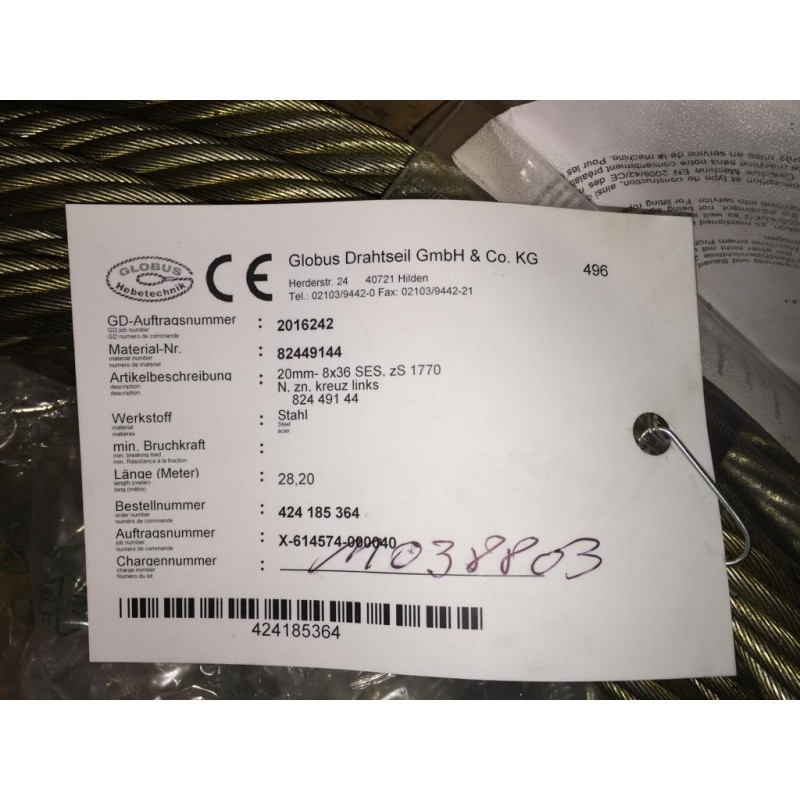 GLOBUS
Hebetechnik
CE
Globus Drahtseil GmbH & Co. KG
Herderstr. 24 40721 Hilden
Tel.: 02103/9442-0 Fax: 02103/9442-21
496
GD-Auftragsnummer : 2016242
GD job number
GD numero de commande
Material-Nr. : 82449144
material number
numéro de matériel
Artikelbeschreibung : 20mm- 8x36 SES, zS 1770
description
description
N. zn. kreuz links
824 491 44
Werkstoff : Stahl
material Steel
matières acier
min. Bruchkraft :
min. breaking load
min. Résistance à la traction
Länge (Meter) : 28,20
length (meter)
long (mètre)
Bestellnummer : 424 185 364
order number
numéro de commande
Auftragsnummer : X-614574-000040
job number
numéro de commande
Chargennummer : M038803
charge number
Numéro du lot
424185364